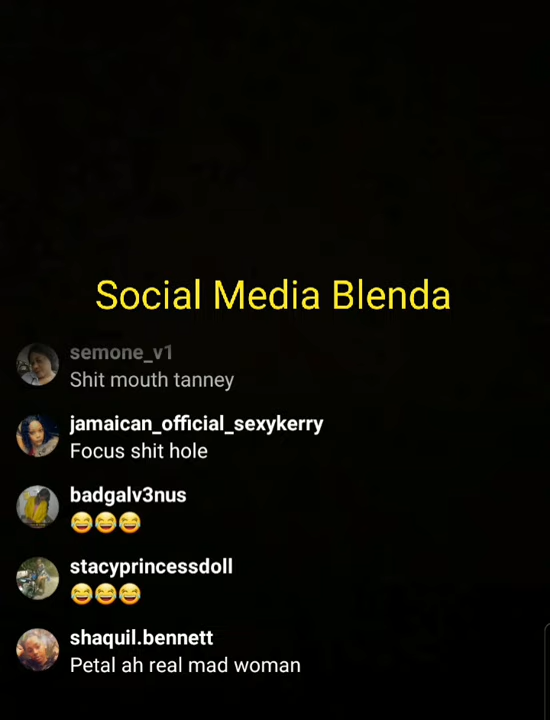 Social Media Blenda
semone_v1
Shit mouth tanney
jamaican_official_sexykerry
Focus shit hole
badgalv3nus
😂😂😂
stacyprincessdoll
😂😂😂
shaquil.bennett
Petal ah real mad woman